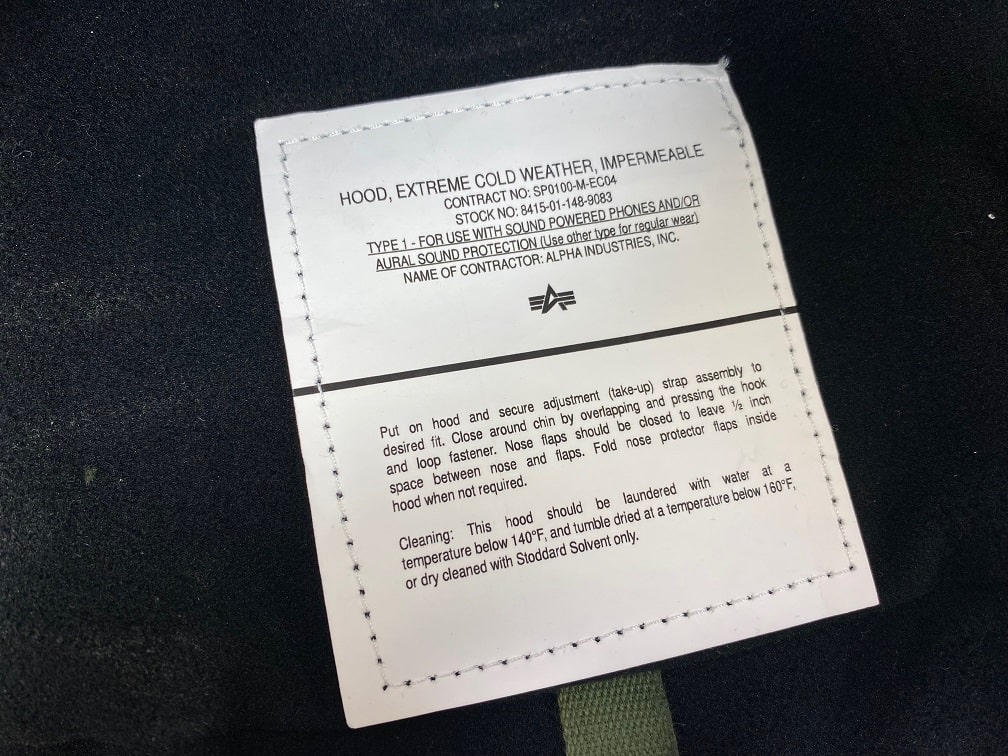 HOOD, EXTREME COLD WEATHER, IMPERMEABLE
CONTRACT NO: SP0100-M-EC04
STOCK NO: 8415-01-148-9083
TYPE 1 - FOR USE WITH SOUND POWERED PHONES AND/OR
AURAL SOUND PROTECTION (Use other type for regular wear)
NAME OF CONTRACTOR: ALPHA INDUSTRIES, INC.
Put on hood and secure adjustment (take-up) strap assembly to
desired fit. Close around chin by overlapping and pressing the hook
and loop fastener. Nose flaps should be closed to leave ½ inch
space between nose and flaps. Fold nose protector flaps inside
hood when not required.
Cleaning: This hood should be laundered with water at a
temperature below 140°F, and tumble dried at a temperature below 160°F,
or dry cleaned with Stoddard Solvent only.